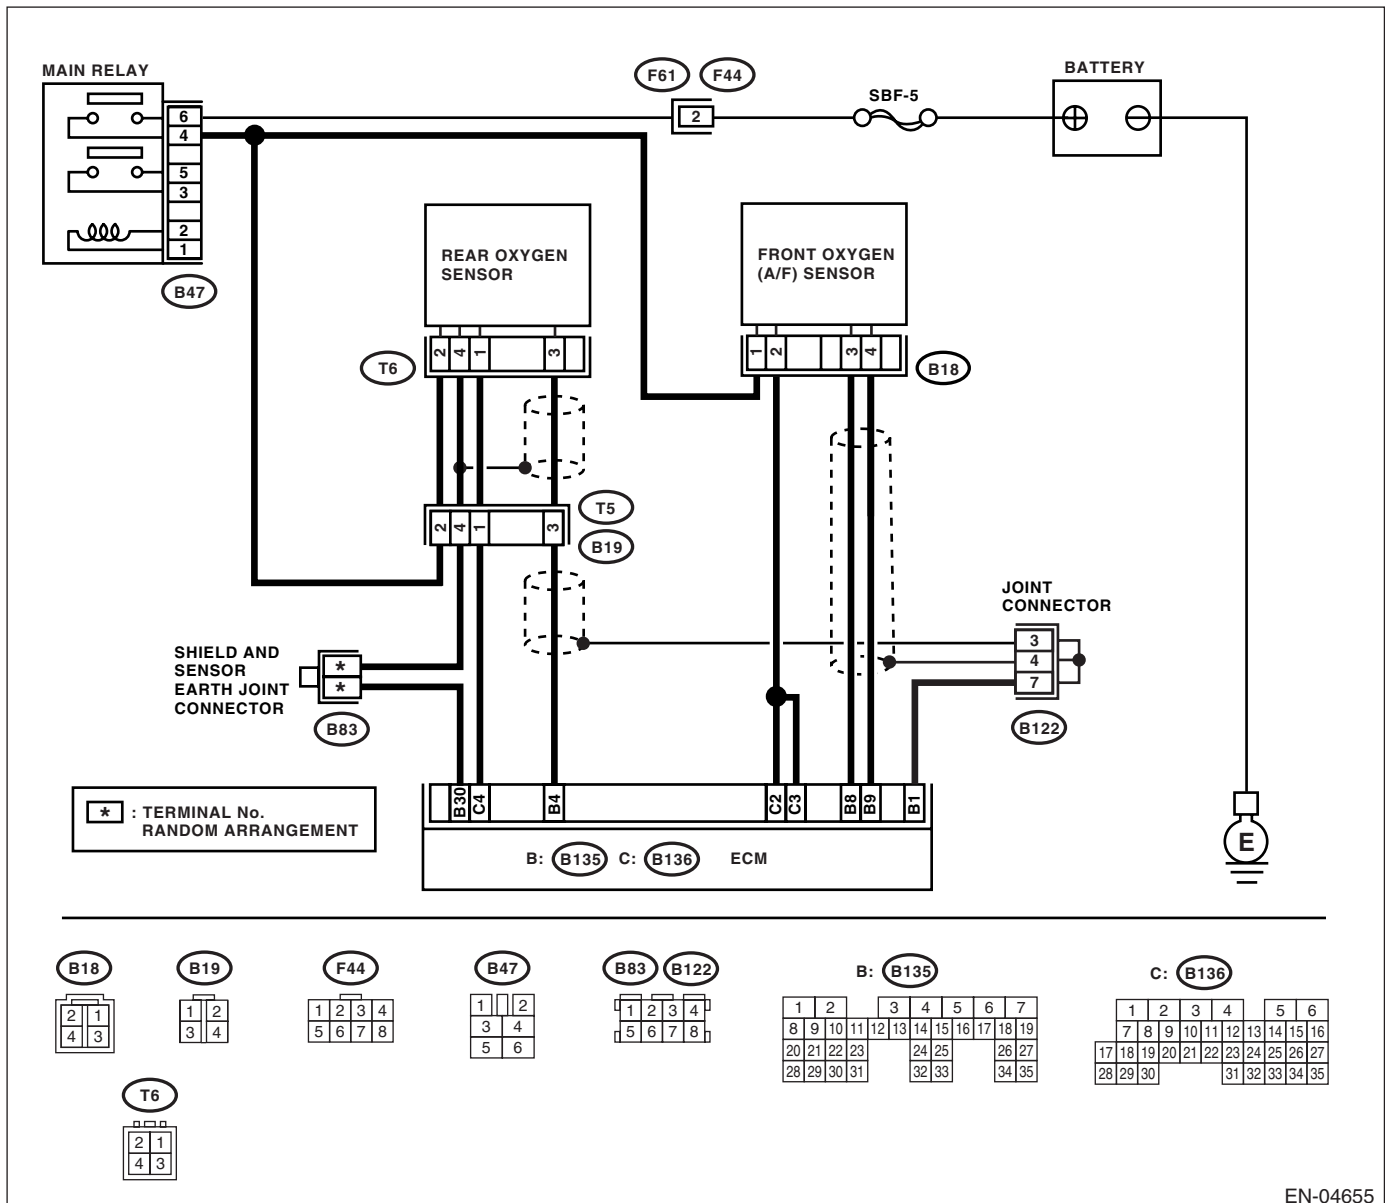 MAIN RELAY
F61 F44
SBF-5
BATTERY
6
4
5
3
2
1
2
B47
REAR OXYGEN
SENSOR
FRONT OXYGEN
(A/F) SENSOR
2 4 1 3
T6
1 2 3 4
B18
2 4 1 3
T5
B19
JOINT
CONNECTOR
3
4
7
B122
SHIELD AND
SENSOR
EARTH JOINT
CONNECTOR
*
*
B83
* : TERMINAL No.
RANDOM ARRANGEMENT
B30 C4 B4 C2 C3 B8 B9 B1
B: B135 C: B136 ECM
E
B18
2 1
4 3
B19
1 2
3 4
F44
1 2 3 4
5 6 7 8
B47
1 2
3 4
5 6
B83 B122
1 2 3 4
5 6 7 8
B: B135
1 2 3 4 5 6 7
8 9 10 11 12 13 14 15 16 17 18 19
20 21 22 23 24 25 26 27
28 29 30 31 32 33 34 35
C: B136
1 2 3 4 5 6
7 8 9 10 11 12 13 14 15 16
17 18 19 20 21 22 23 24 25 26 27
28 29 30 31 32 33 34 35
T6
2 1
4 3
EN-04655